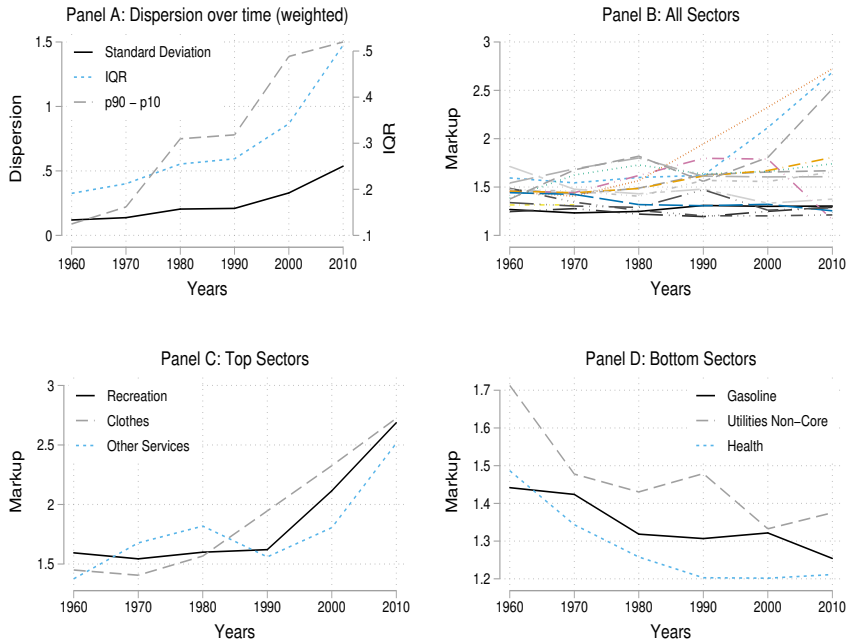 Panel A: Dispersion over time (weighted)
1.5
1
.5
0
Dispersion
Standard Deviation
IQR
p90 − p10
.5
.4
.3
.2
.1
IQR
1960 1970 1980 1990 2000 2010
Years
Panel B: All Sectors
3
2.5
2
1.5
1
Markup
1960 1970 1980 1990 2000 2010
Years
Panel C: Top Sectors
3
2.5
2
1.5
Markup
Recreation
Clothes
Other Services
1960 1970 1980 1990 2000 2010
Years
Panel D: Bottom Sectors
1.7
1.6
1.5
1.4
1.3
1.2
Markup
Gasoline
Utilities Non−Core
Health
1960 1970 1980 1990 2000 2010
Years